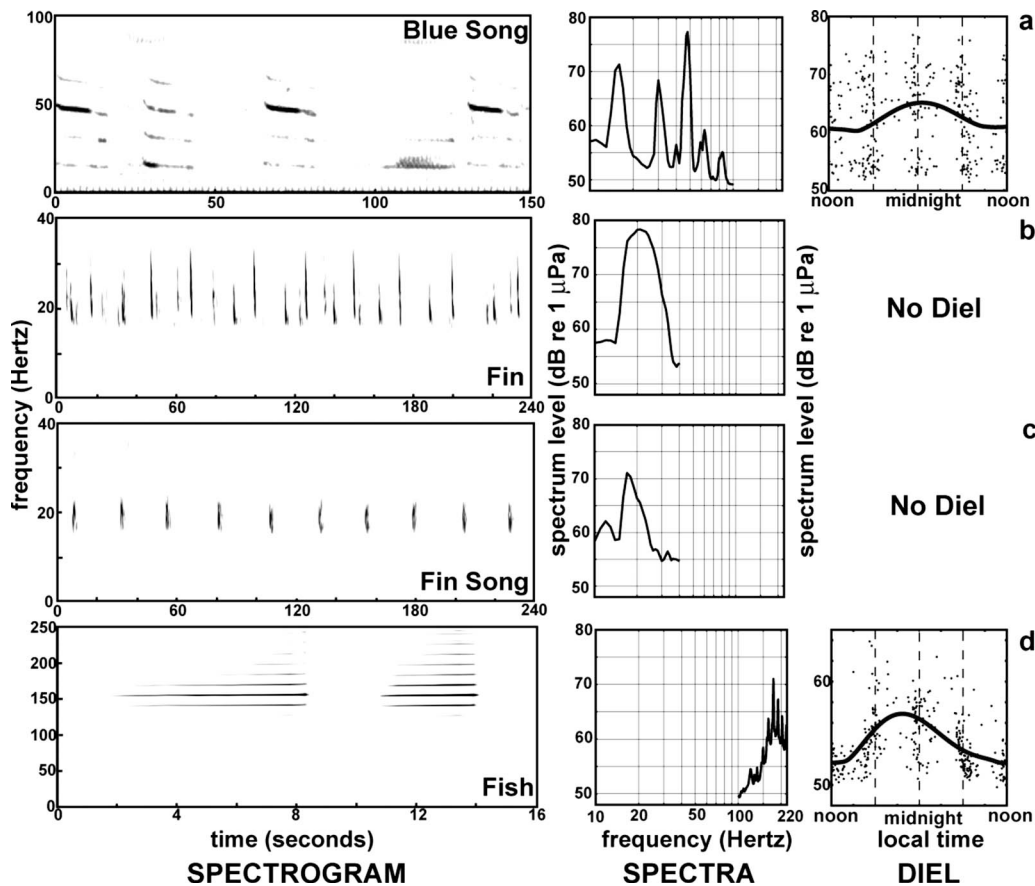 Blue Song
a
100
50
0
0
50
100
150
80
70
60
50
80
70
60
50
noon
midnight
noon
b
40
20
0
Fin
0
60
120
180
240
80
70
60
50
No Diel
c
40
20
0
Fin Song
0
60
120
180
240
80
70
60
50
No Diel
frequency (Hertz)
spectrum level (dB re 1 µPa)
spectrum level (dB re 1 µPa)
d
250
200
150
100
50
0
Fish
0
4
8
12
16
80
70
60
50
10
100
220
60
50
noon
midnight
noon
time (seconds)
frequency (Hertz)
local time
SPECTROGRAM
SPECTRA
DIEL